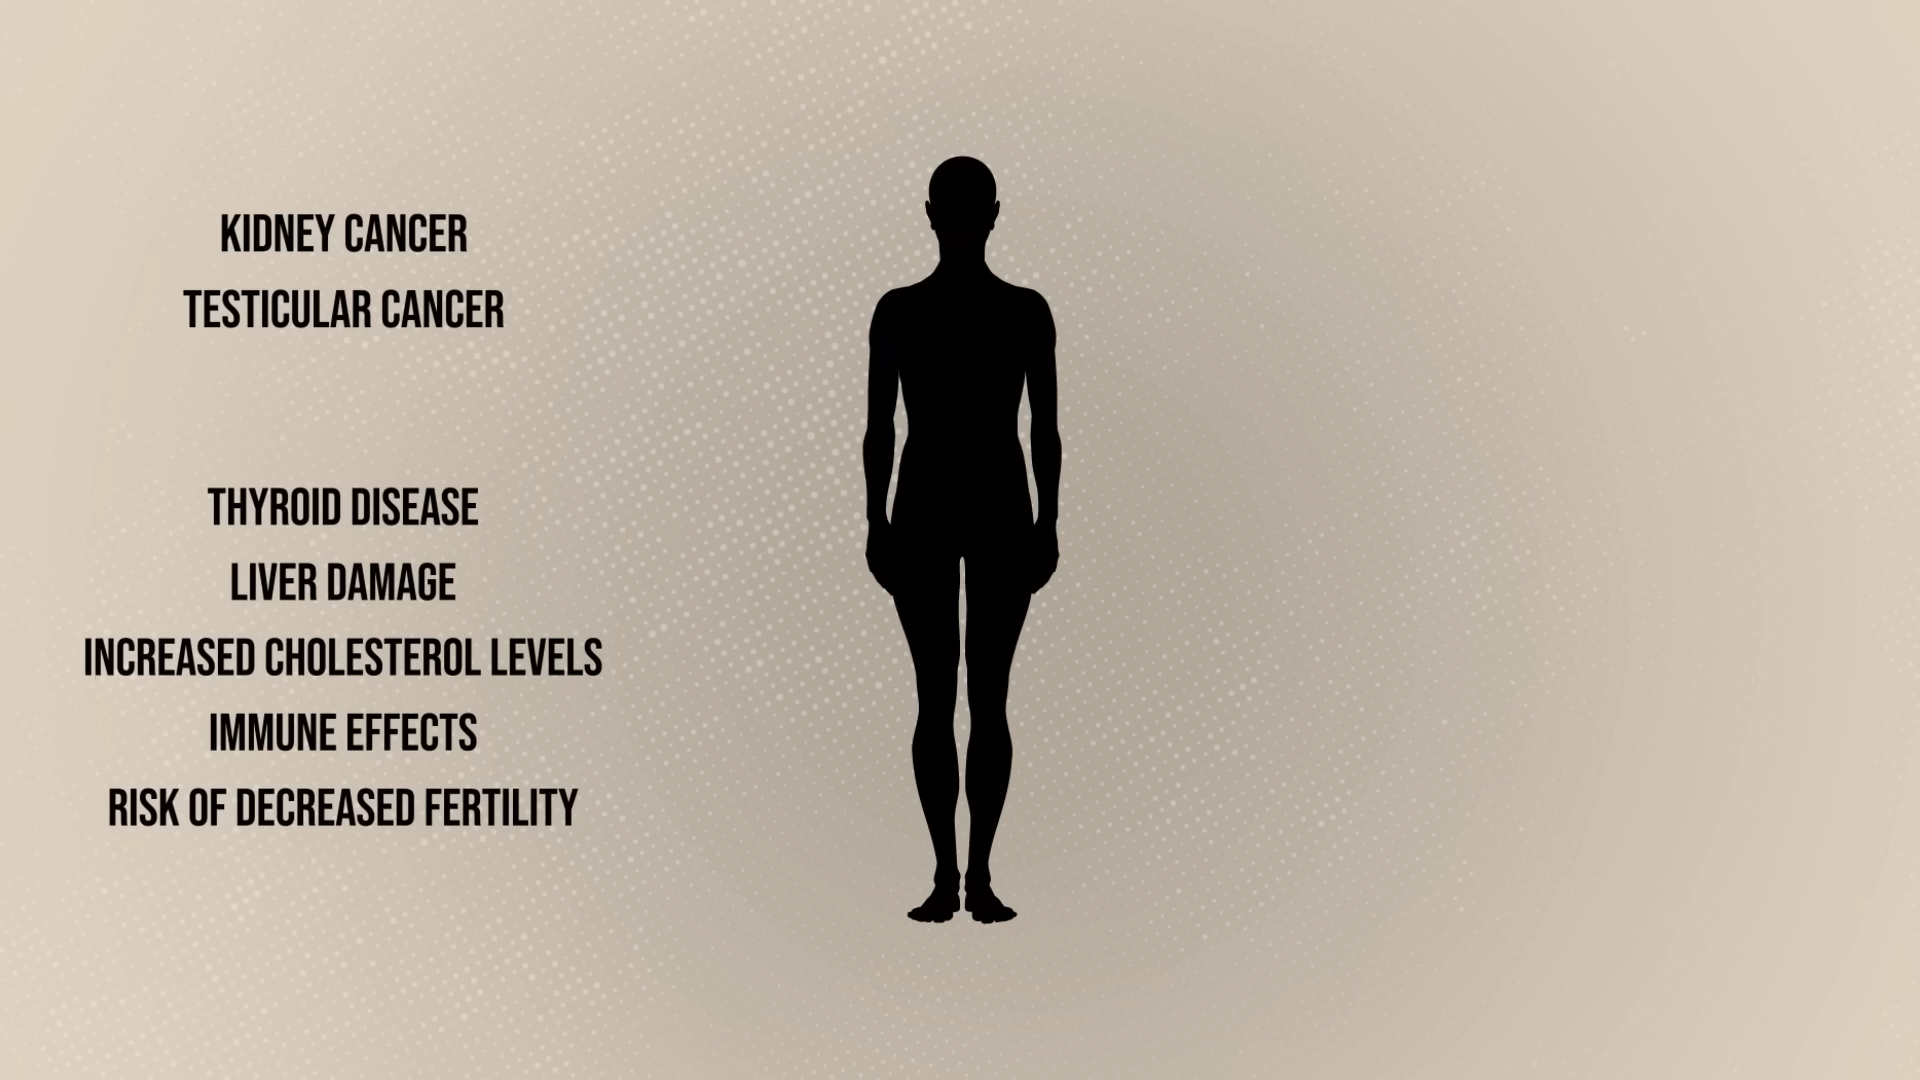 KIDNEY CANCER
TESTICULAR CANCER
THYROID DISEASE
LIVER DAMAGE
INCREASED CHOLESTEROL LEVELS
IMMUNE EFFECTS
RISK OF DECREASED FERTILITY